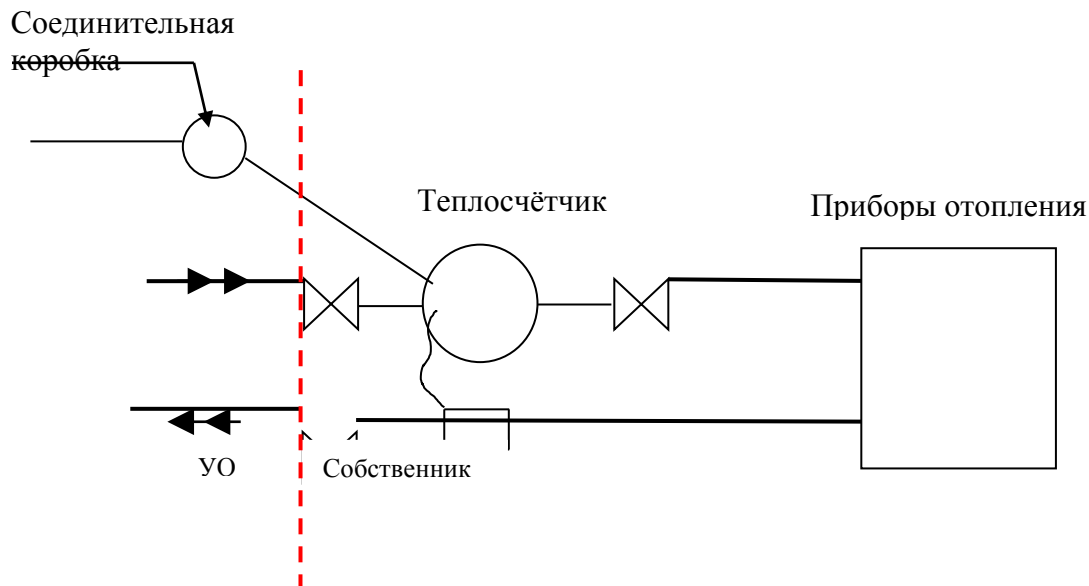 Соединительная
коробка
Теплосчётчик
Приборы отопления
УО
Собственник